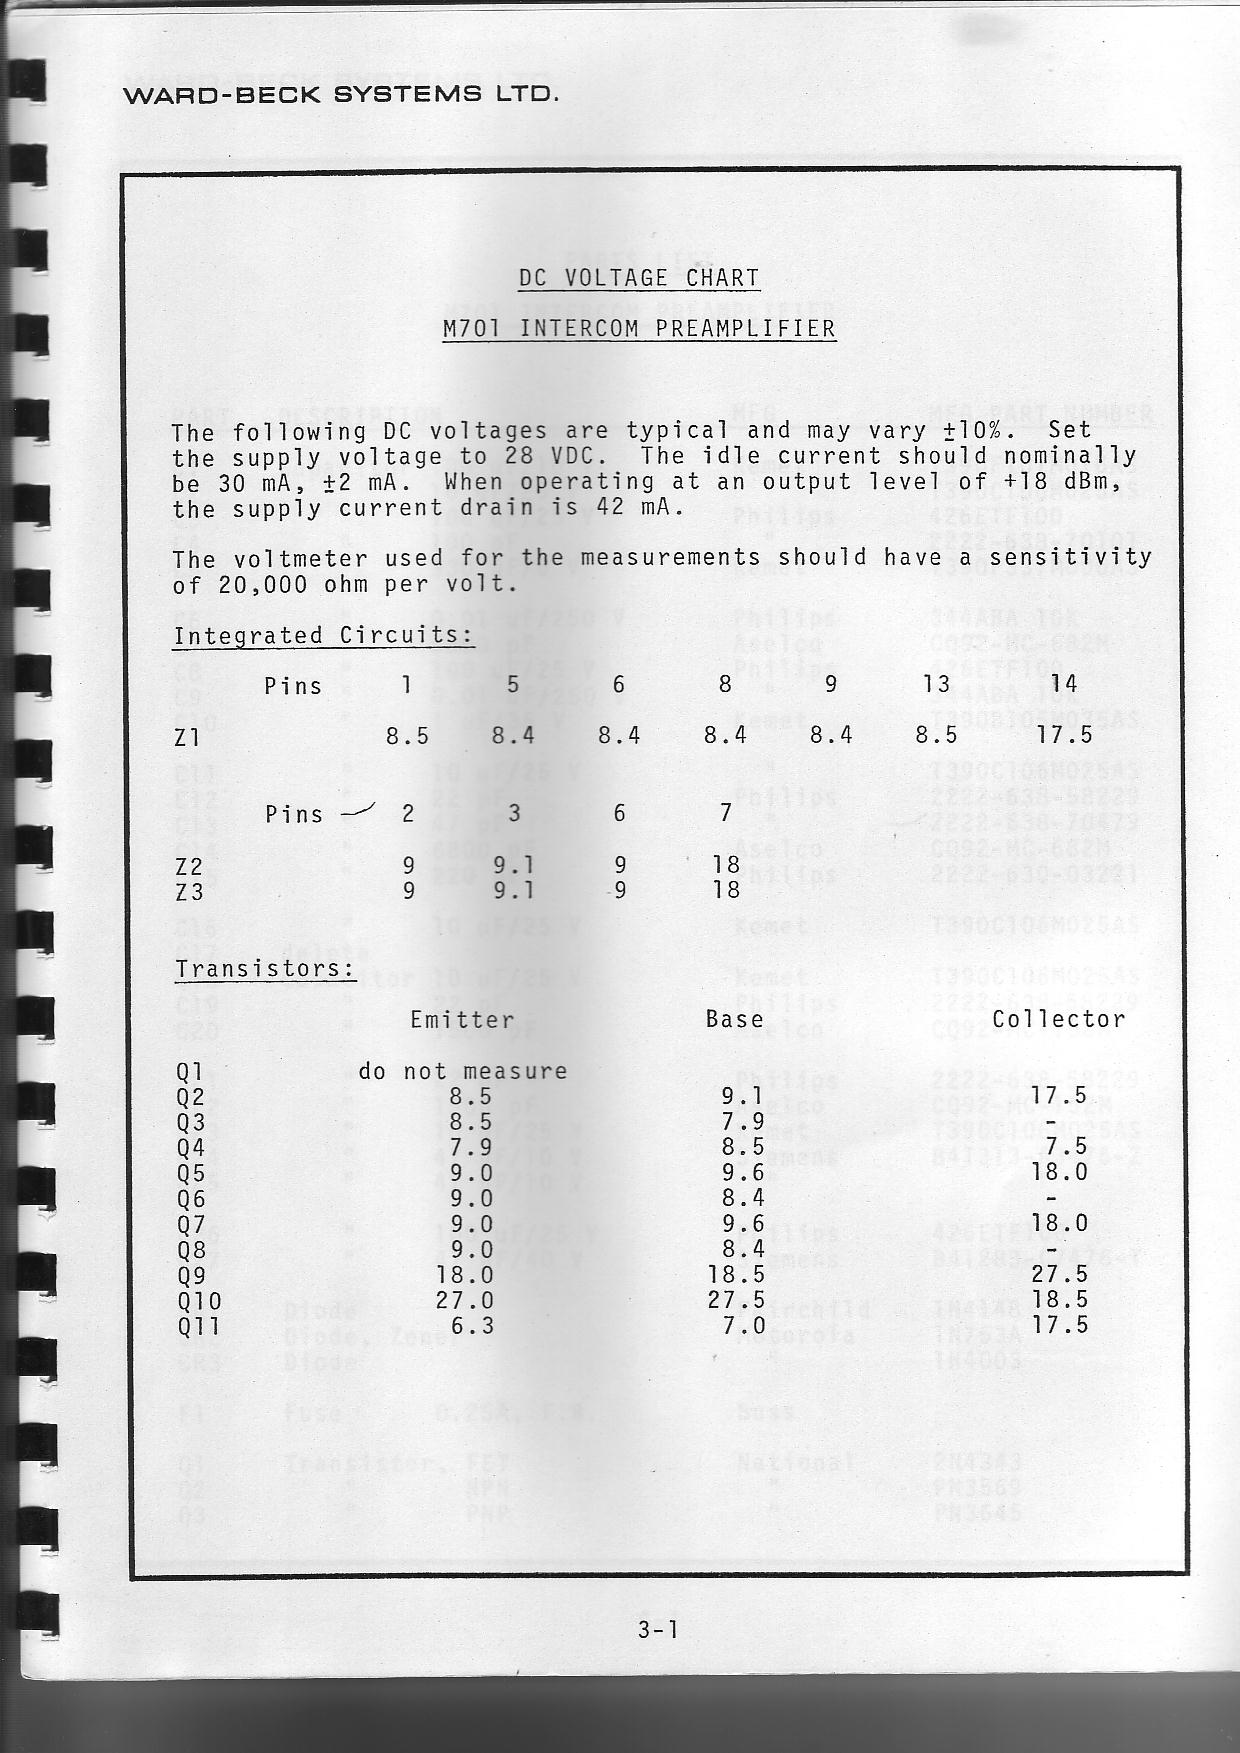 WARD-BECK SYSTEMS LTD.
DC VOLTAGE CHART
M701 INTERCOM PREAMPLIFIER
The following DC voltages are typical and may vary ±10%. Set
the supply voltage to 28 VDC. The idle current should nominally
be 30 mA, ±2 mA. When operating at an output level of +18 dBm,
the supply current drain is 42 mA.
The voltmeter used for the measurements should have a sensitivity
of 20,000 ohm per volt.
Integrated Circuits:
Pins 1 5 6 8 9 13 14
Z1 8.5 8.4 8.4 8.4 8.4 8.5 17.5
Pins 2 3 6 7
Z2 9 9.1 9 18
Z3 9 9.1 9 18
Transistors:
Emitter Base Collector
Q1 do not measure
Q2 8.5 9.1 17.5
Q3 8.5 7.9 -
Q4 7.9 8.5 7.5
Q5 9.0 9.6 18.0
Q6 9.0 8.4 -
Q7 9.0 9.6 18.0
Q8 9.0 8.4 -
Q9 18.0 18.5 27.5
Q10 27.0 27.5 18.5
Q11 6.3 7.0 17.5
3-1